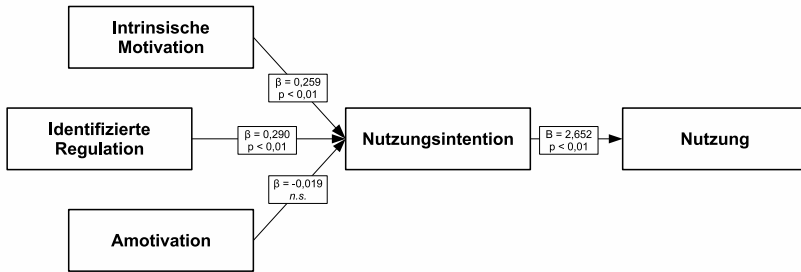 Intrinsische
Motivation
β = 0,259
p < 0,01
Identifizierte
Regulation
β = 0,290
p < 0,01
Nutzungsintention
B = 2,652
p < 0,01
Nutzung
β = -0,019
n.s.
Amotivation